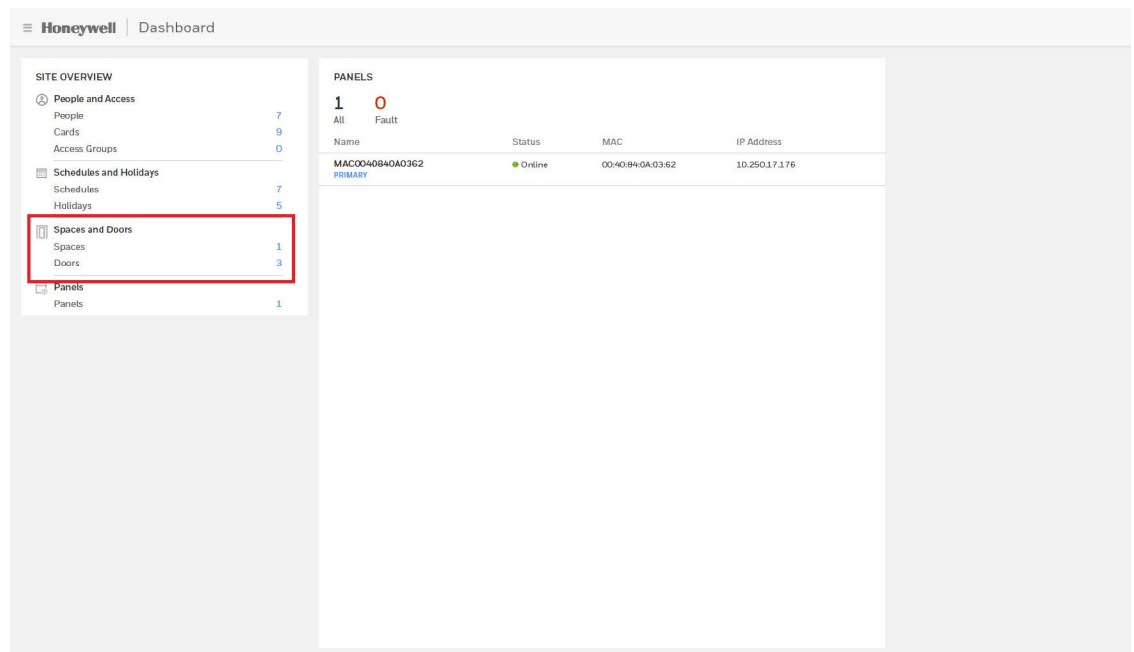 Honeywell Dashboard
SITE OVERVIEW
People and Access
People 7
Cards 9
Access Groups 0
Schedules and Holidays
Schedules 7
Holidays 5
Spaces and Doors
Spaces 1
Doors 3
Panels
Panels 1
PANELS
1 0
All Fault
Name Status MAC IP Address
MAC0040840A0362 Online 00:40:84:0A:03:62 10.250.17.176
PRIMARY